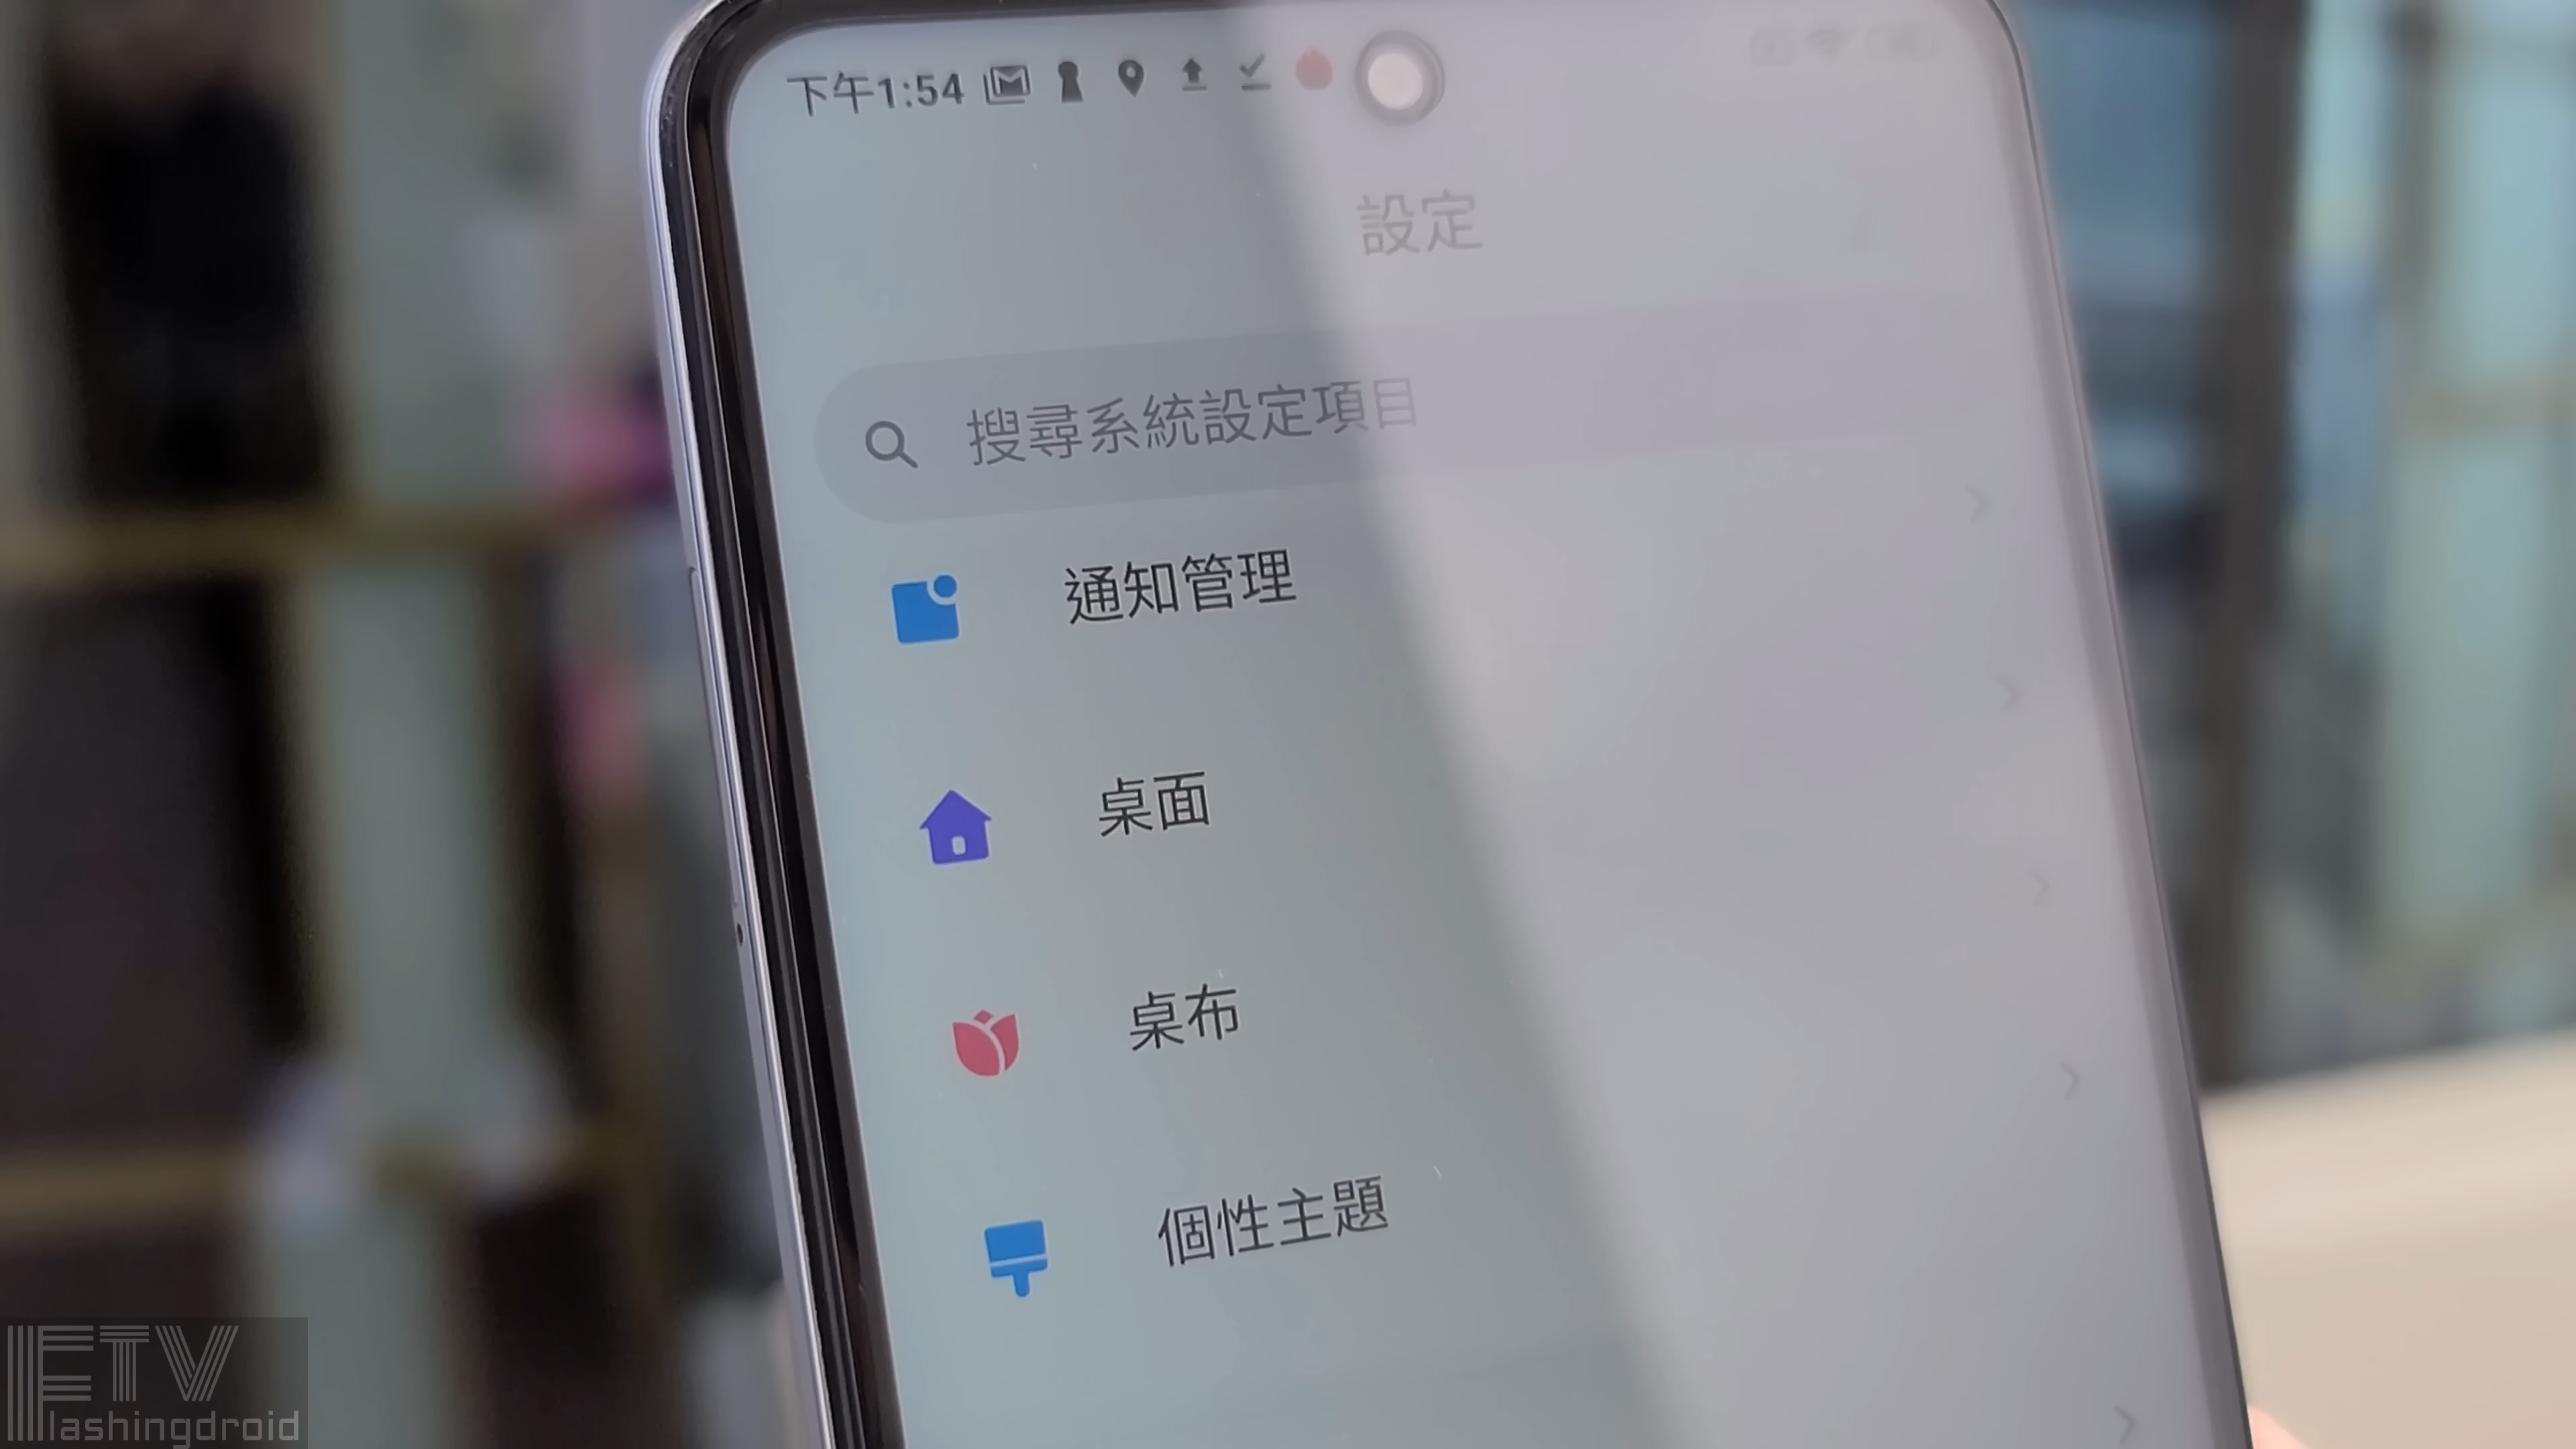 下午1:54
設定
搜尋系統設定項目
通知管理
桌面
桌布
個性主題
FTV
lashingdroid